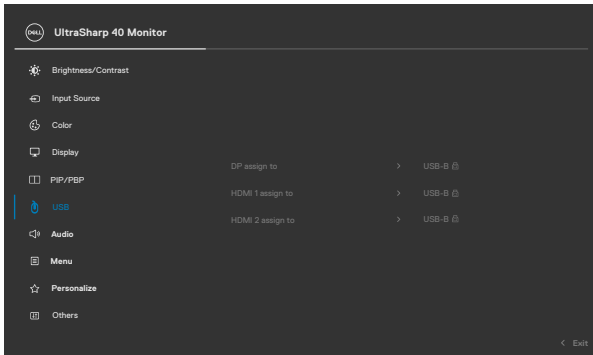 DELL UltraSharp 40 Monitor
Brightness/Contrast
Input Source
Color
Display
DP assign to > USB-B
PIP/PBP
HDMI 1 assign to > USB-B
USB
HDMI 2 assign to > USB-B
Audio
Menu
Personalize
Others
< Exit